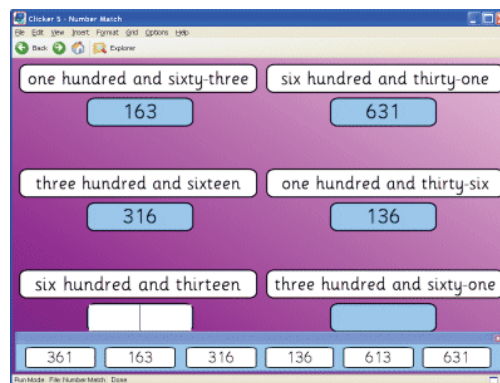 Clicker 5 - Number Match
File Edit View Insert Format Grid Options Help
Back Explorer
one hundred and sixty-three six hundred and thirty-one
163 631
three hundred and sixteen one hundred and thirty-six
316 136
six hundred and thirteen three hundred and sixty-one
361 163 316 136 613 631
Run Mode File: Number Match Done